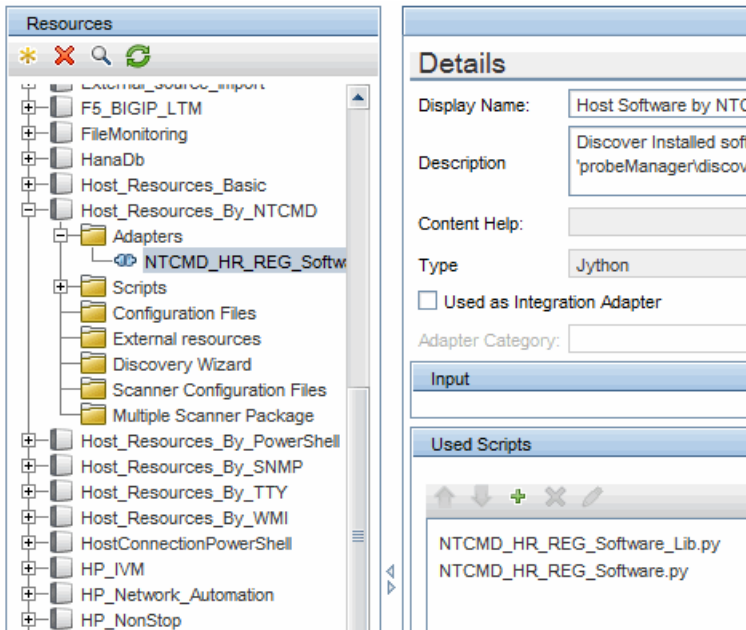 Resources
External_source_import
F5_BIGIP_LTM
FileMonitoring
HanaDb
Host_Resources_Basic
Host_Resources_By_NTCMD
Adapters
NTCMD_HR_REG_Softw
Scripts
Configuration Files
External resources
Discovery Wizard
Scanner Configuration Files
Multiple Scanner Package
Host_Resources_By_PowerShell
Host_Resources_By_SNMP
Host_Resources_By_TTY
Host_Resources_By_WMI
HostConnectionPowerShell
HP_IVM
HP_Network_Automation
HP_NonStop
Details
Display Name: Host Software by NTC
Description
Discover Installed soft
'probeManager\discov
Content Help:
Type Jython
Used as Integration Adapter
Adapter Category:
Input
Used Scripts
NTCMD_HR_REG_Software_Lib.py
NTCMD_HR_REG_Software.py